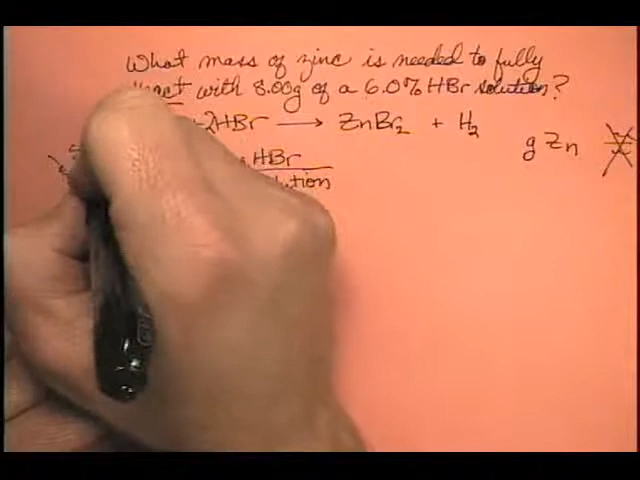 What mass of zinc is needed to fully
with 8.00g of a 6.0% HBr solution?
2HBr → ZnBr₂ + H₂
g Zn
HBr